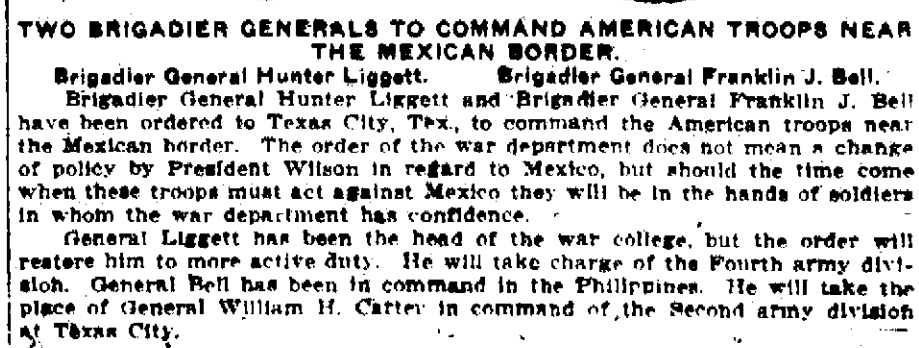 TWO BRIGADIER GENERALS TO COMMAND AMERICAN TROOPS NEAR
THE MEXICAN BORDER.
Brigadier General Hunter Liggett. Brigadier General Franklin J. Bell.
Brigadier General Hunter Liggett and Brigadier General Franklin J. Bell
have been ordered to Texas City, Tex., to command the American troops near
the Mexican border. The order of the war department does not mean a change
of policy by President Wilson in regard to Mexico, but should the time come
when these troops must act against Mexico they will be in the hands of soldiers
in whom the war department has confidence.
General Liggett has been the head of the war college, but the order will
restore him to more active duty. He will take charge of the Fourth army divi-
sion. General Bell has been in command in the Philippines. He will take the
place of General William H. Carter in command of the Second army division
at Texas City.